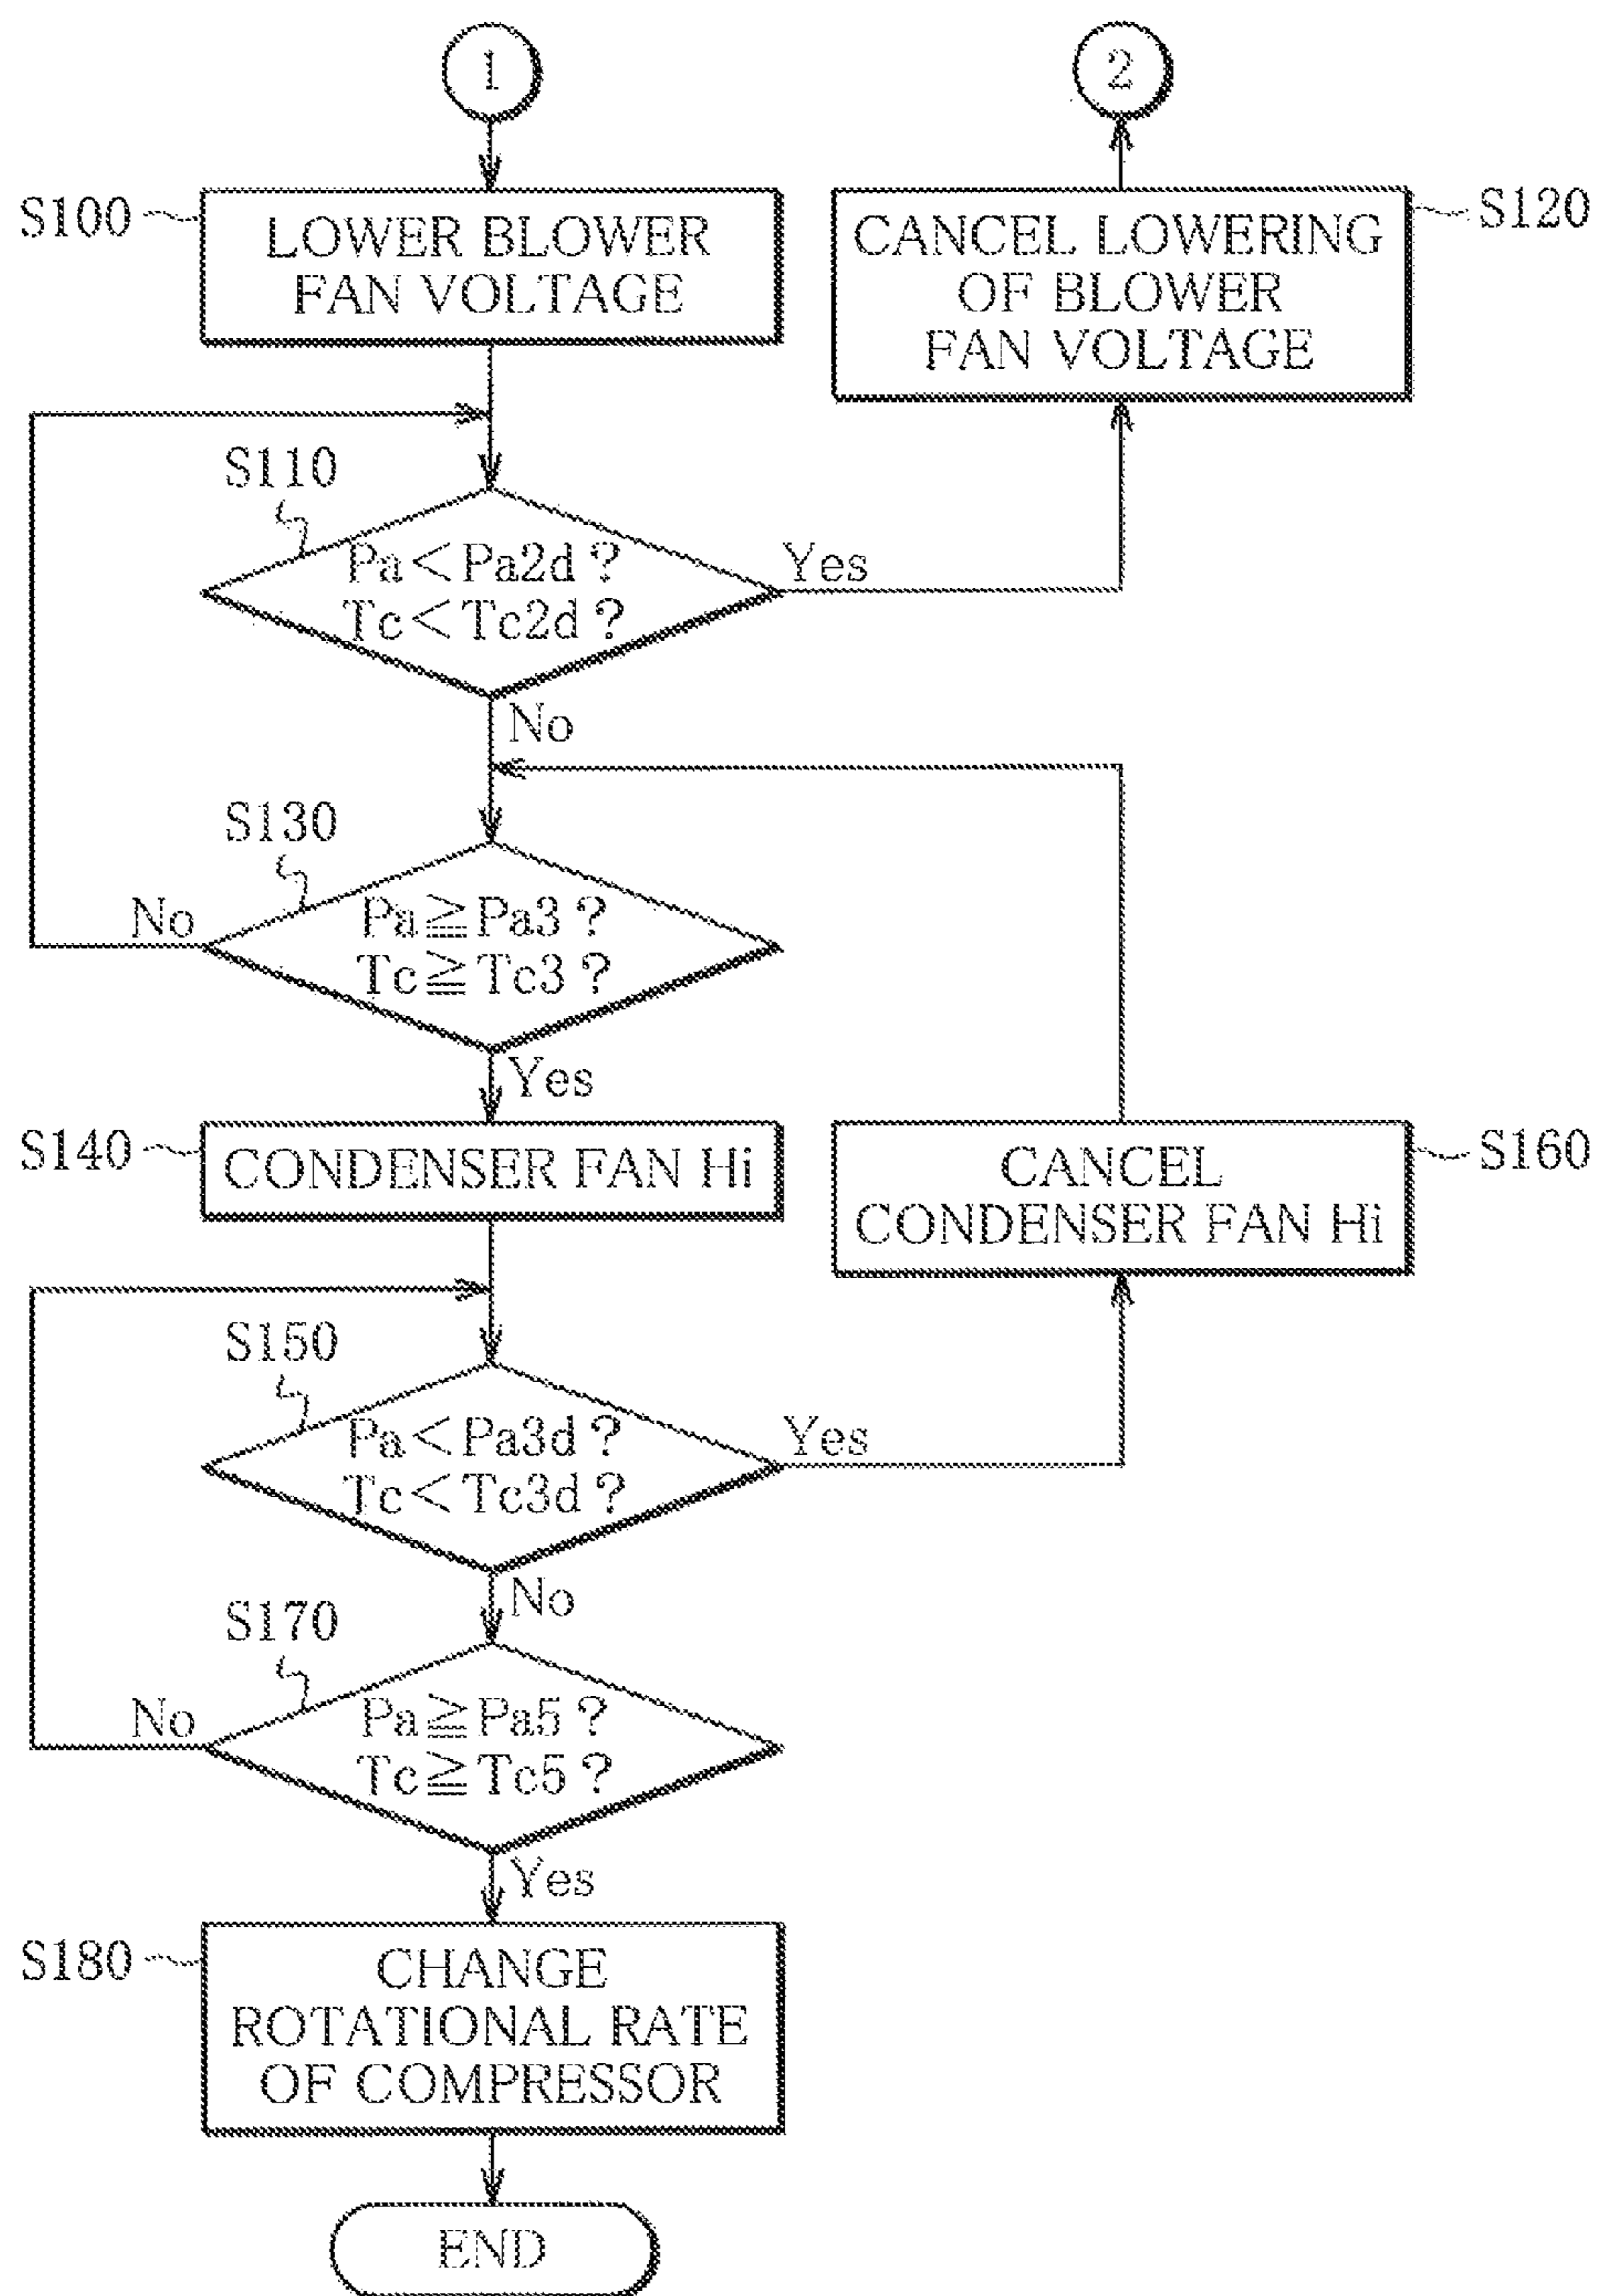 1
2
S100
LOWER BLOWER
FAN VOLTAGE
CANCEL LOWERING
OF BLOWER
FAN VOLTAGE
S120
S110
Pa<Pa2d?
Tc<Tc2d?
Yes
No
S130
Pa≧Pa3?
Tc≧Tc3?
No
Yes
S140
CONDENSER FAN Hi
CANCEL
CONDENSER FAN Hi
S160
S150
Pa<Pa3d?
Tc<Tc3d?
Yes
No
S170
Pa≧Pa5?
Tc≧Tc5?
No
Yes
S180
CHANGE
ROTATIONAL RATE
OF COMPRESSOR
END